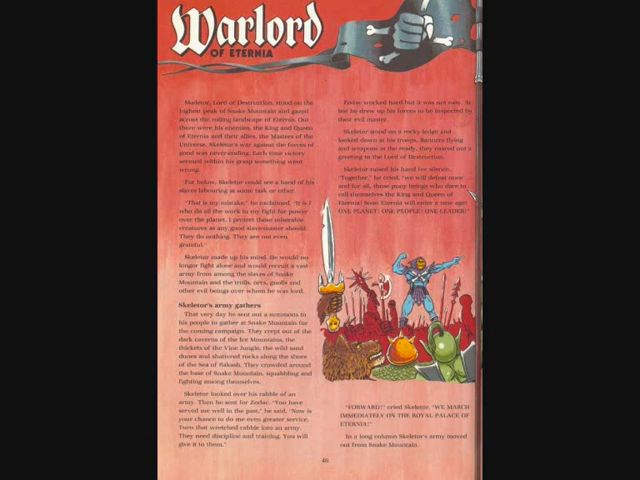 Warlord
OF ETERNIA
Skeletor, Lord of Destruction, stood on the
highest peak of Snake Mountain and gazed
across the rolling landscape of Eternia. Out
there were his enemies, the King and Queen
of Eternia and their allies, the Masters of the
Universe. Skeletor's war against the forces of
good was never-ending. Each time victory
seemed within his grasp something went
wrong.
Far below, Skeletor could see a band of his
slaves labouring at some task or other.
"That is my mistake," he exclaimed. "It is I
who do all the work in my fight for power
over the planet. I protect these miserable
creatures as any good slave-master should.
They do nothing. They are not even
grateful."
Skeletor made up his mind. He would no
longer fight alone and would recruit a vast
army from among the slaves of Snake
Mountain and the trolls, orcs, gnolls and
other evil beings over whom he was lord.
Skeletor's army gathers
That very day he sent out a summons to
his people to gather at Snake Mountain for
the coming campaign. They crept out of the
dark caverns of the Ice Mountains, the
thickets of the Vine Jungle, the wild sand
dunes and shattered rocks along the shore
of the Sea of Rakash. They crowded around
the base of Snake Mountain, squabbling and
fighting among themselves.
Skeletor looked over his rabble of an
army. Then he sent for Zodac. "You have
served me well in the past," he said, "Now is
your chance to do me even greater service.
Turn that wretched rabble into an army.
They need discipline and training. You will
give it to them."
Zodac worked hard but it was not easy. At
last he drew up his forces to be inspected by
their evil master.
Skeletor stood on a rocky ledge and
looked down at his troops. Banners flying
and weapons at the ready, they roared out a
greeting to the Lord of Destruction.
Skeletor raised his hand for silence.
"Together," he cried, "we will defeat once
and for all, those puny beings who dare to
call themselves the King and Queen of
Eternia! Soon Eternia will enter a new age!
ONE PLANET! ONE PEOPLE! ONE LEADER!"
"FORWARD!" cried Skeletor. "WE MARCH
IMMEDIATELY ON THE ROYAL PALACE OF
ETERNIA!"
In a long column Skeletor's army moved
out from Snake Mountain.
46